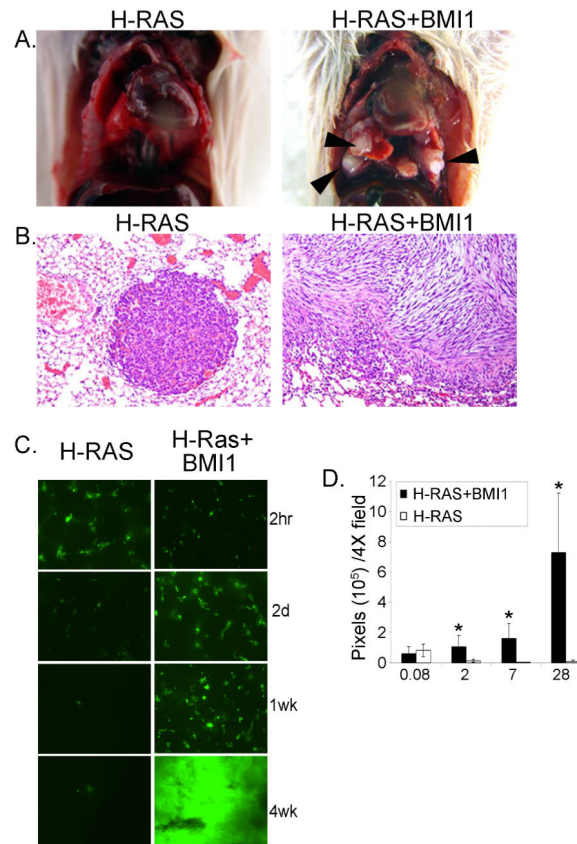 H-RAS H-RAS+BMI1
A.
H-RAS H-RAS+BMI1
B.
C.
H-RAS
H-Ras+
BMI1
2hr
2d
1wk
4wk
D.
Pixels (10⁵) /4X field
12
10
8
6
4
2
0
H-RAS+BMI1
H-RAS
*
*
*
0.08 2 7 28